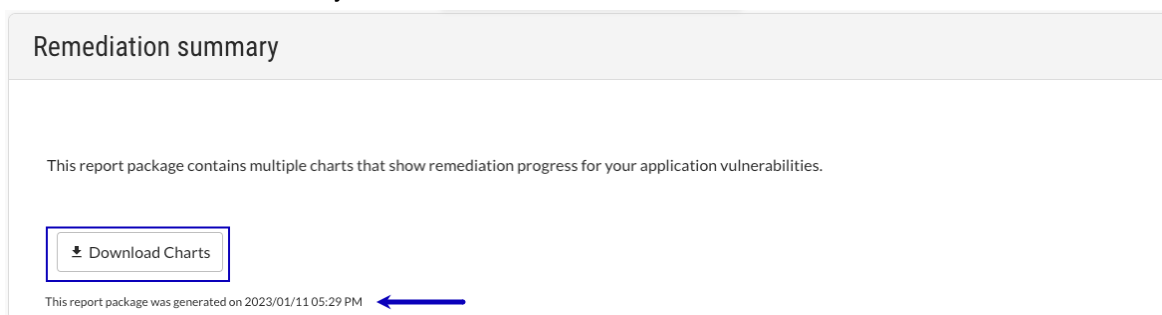 Remediation summary
This report package contains multiple charts that show remediation progress for your application vulnerabilities.
Download Charts
This report package was generated on 2023/01/11 05:29 PM